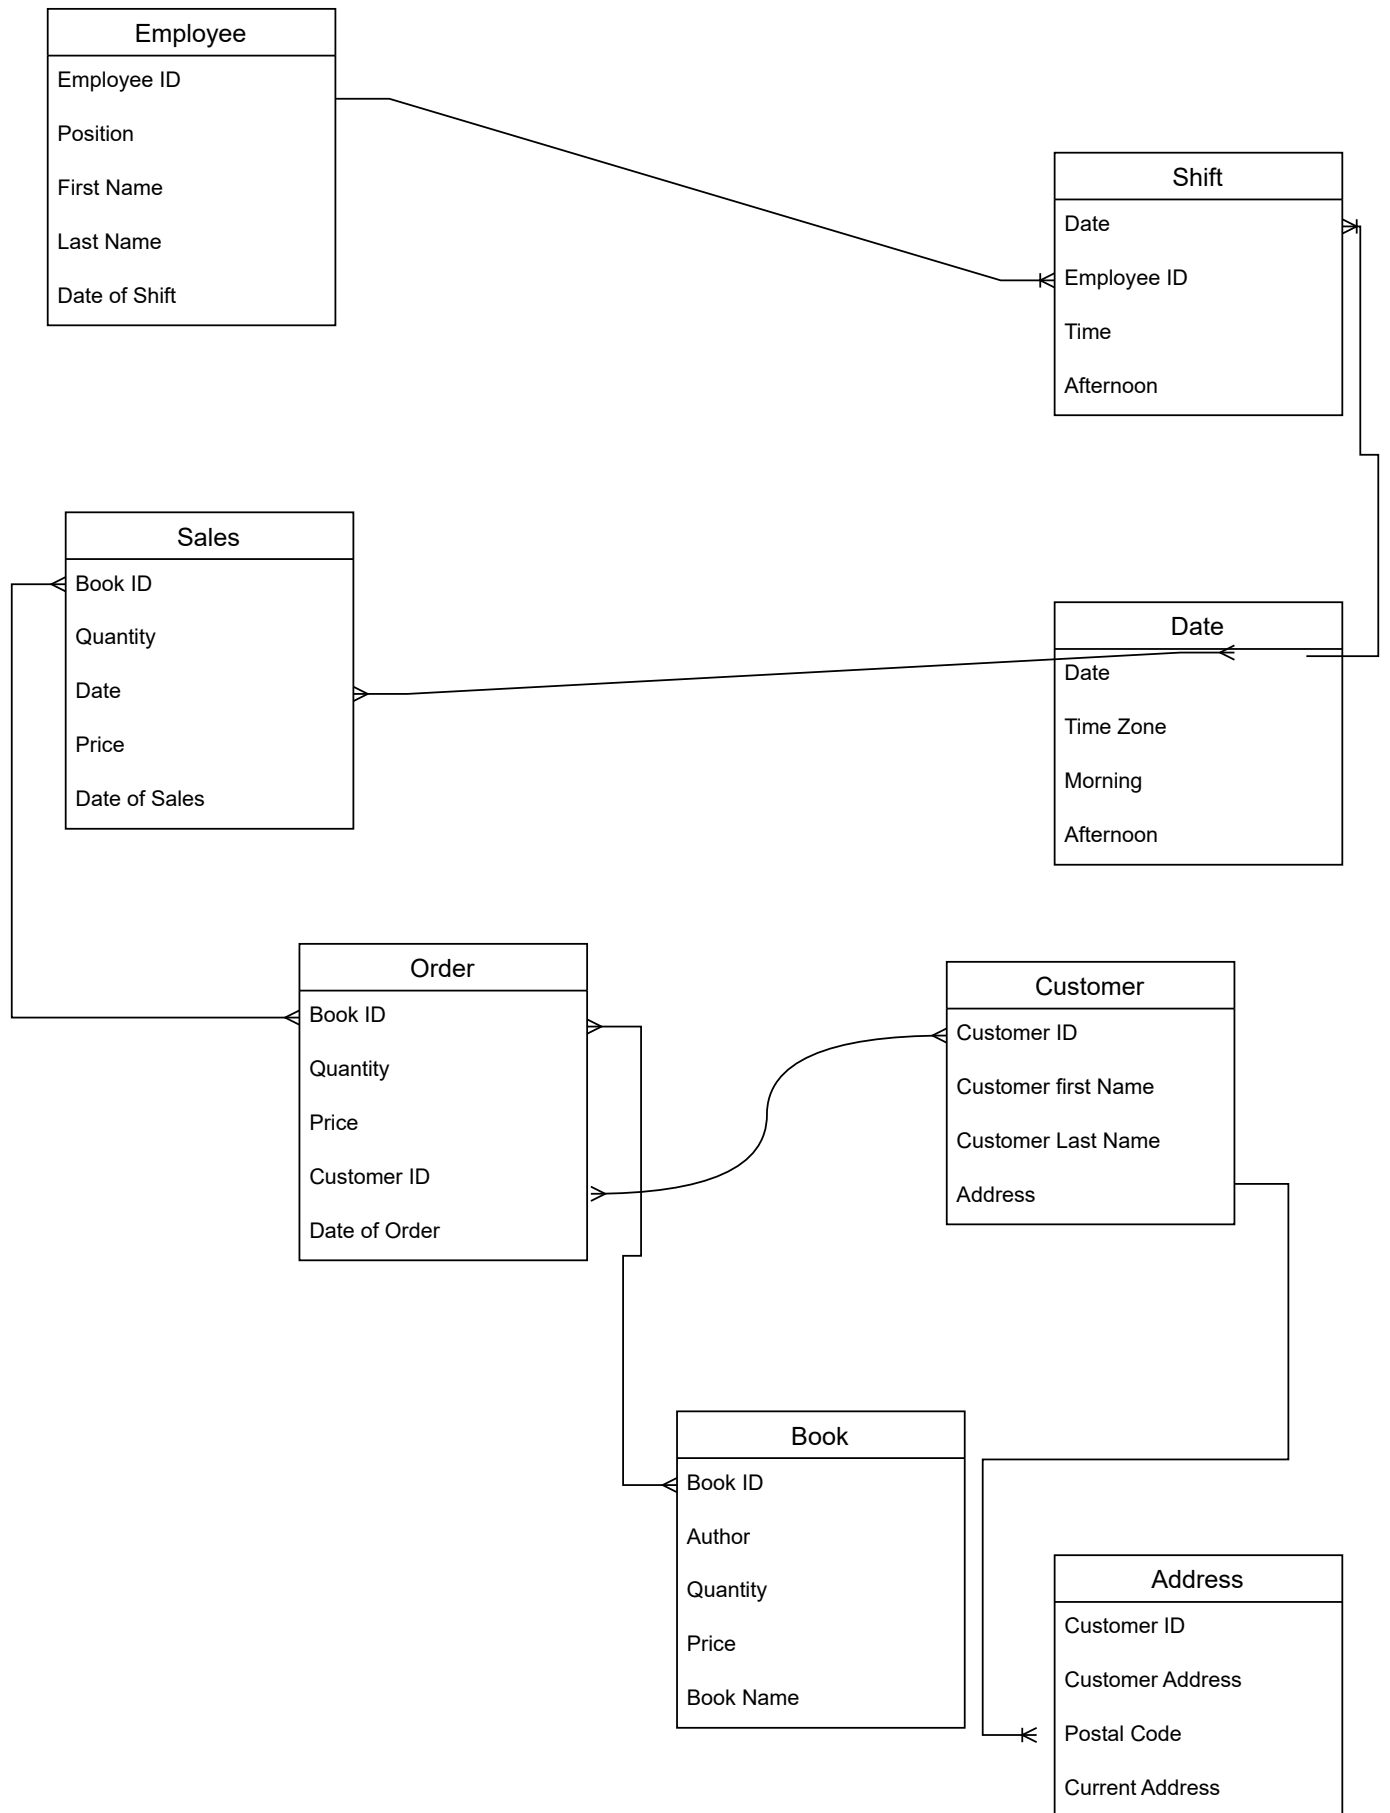 Employee
Employee ID
Position
First Name
Last Name
Date of Shift
Shift
Date
Employee ID
Time
Afternoon
Sales
Book ID
Quantity
Date
Price
Date of Sales
Date
Date
Time Zone
Morning
Afternoon
Order
Book ID
Quantity
Price
Customer ID
Date of Order
Customer
Customer ID
Customer first Name
Customer Last Name
Address
Book
Book ID
Author
Quantity
Price
Book Name
Address
Customer ID
Customer Address
Postal Code
Current Address